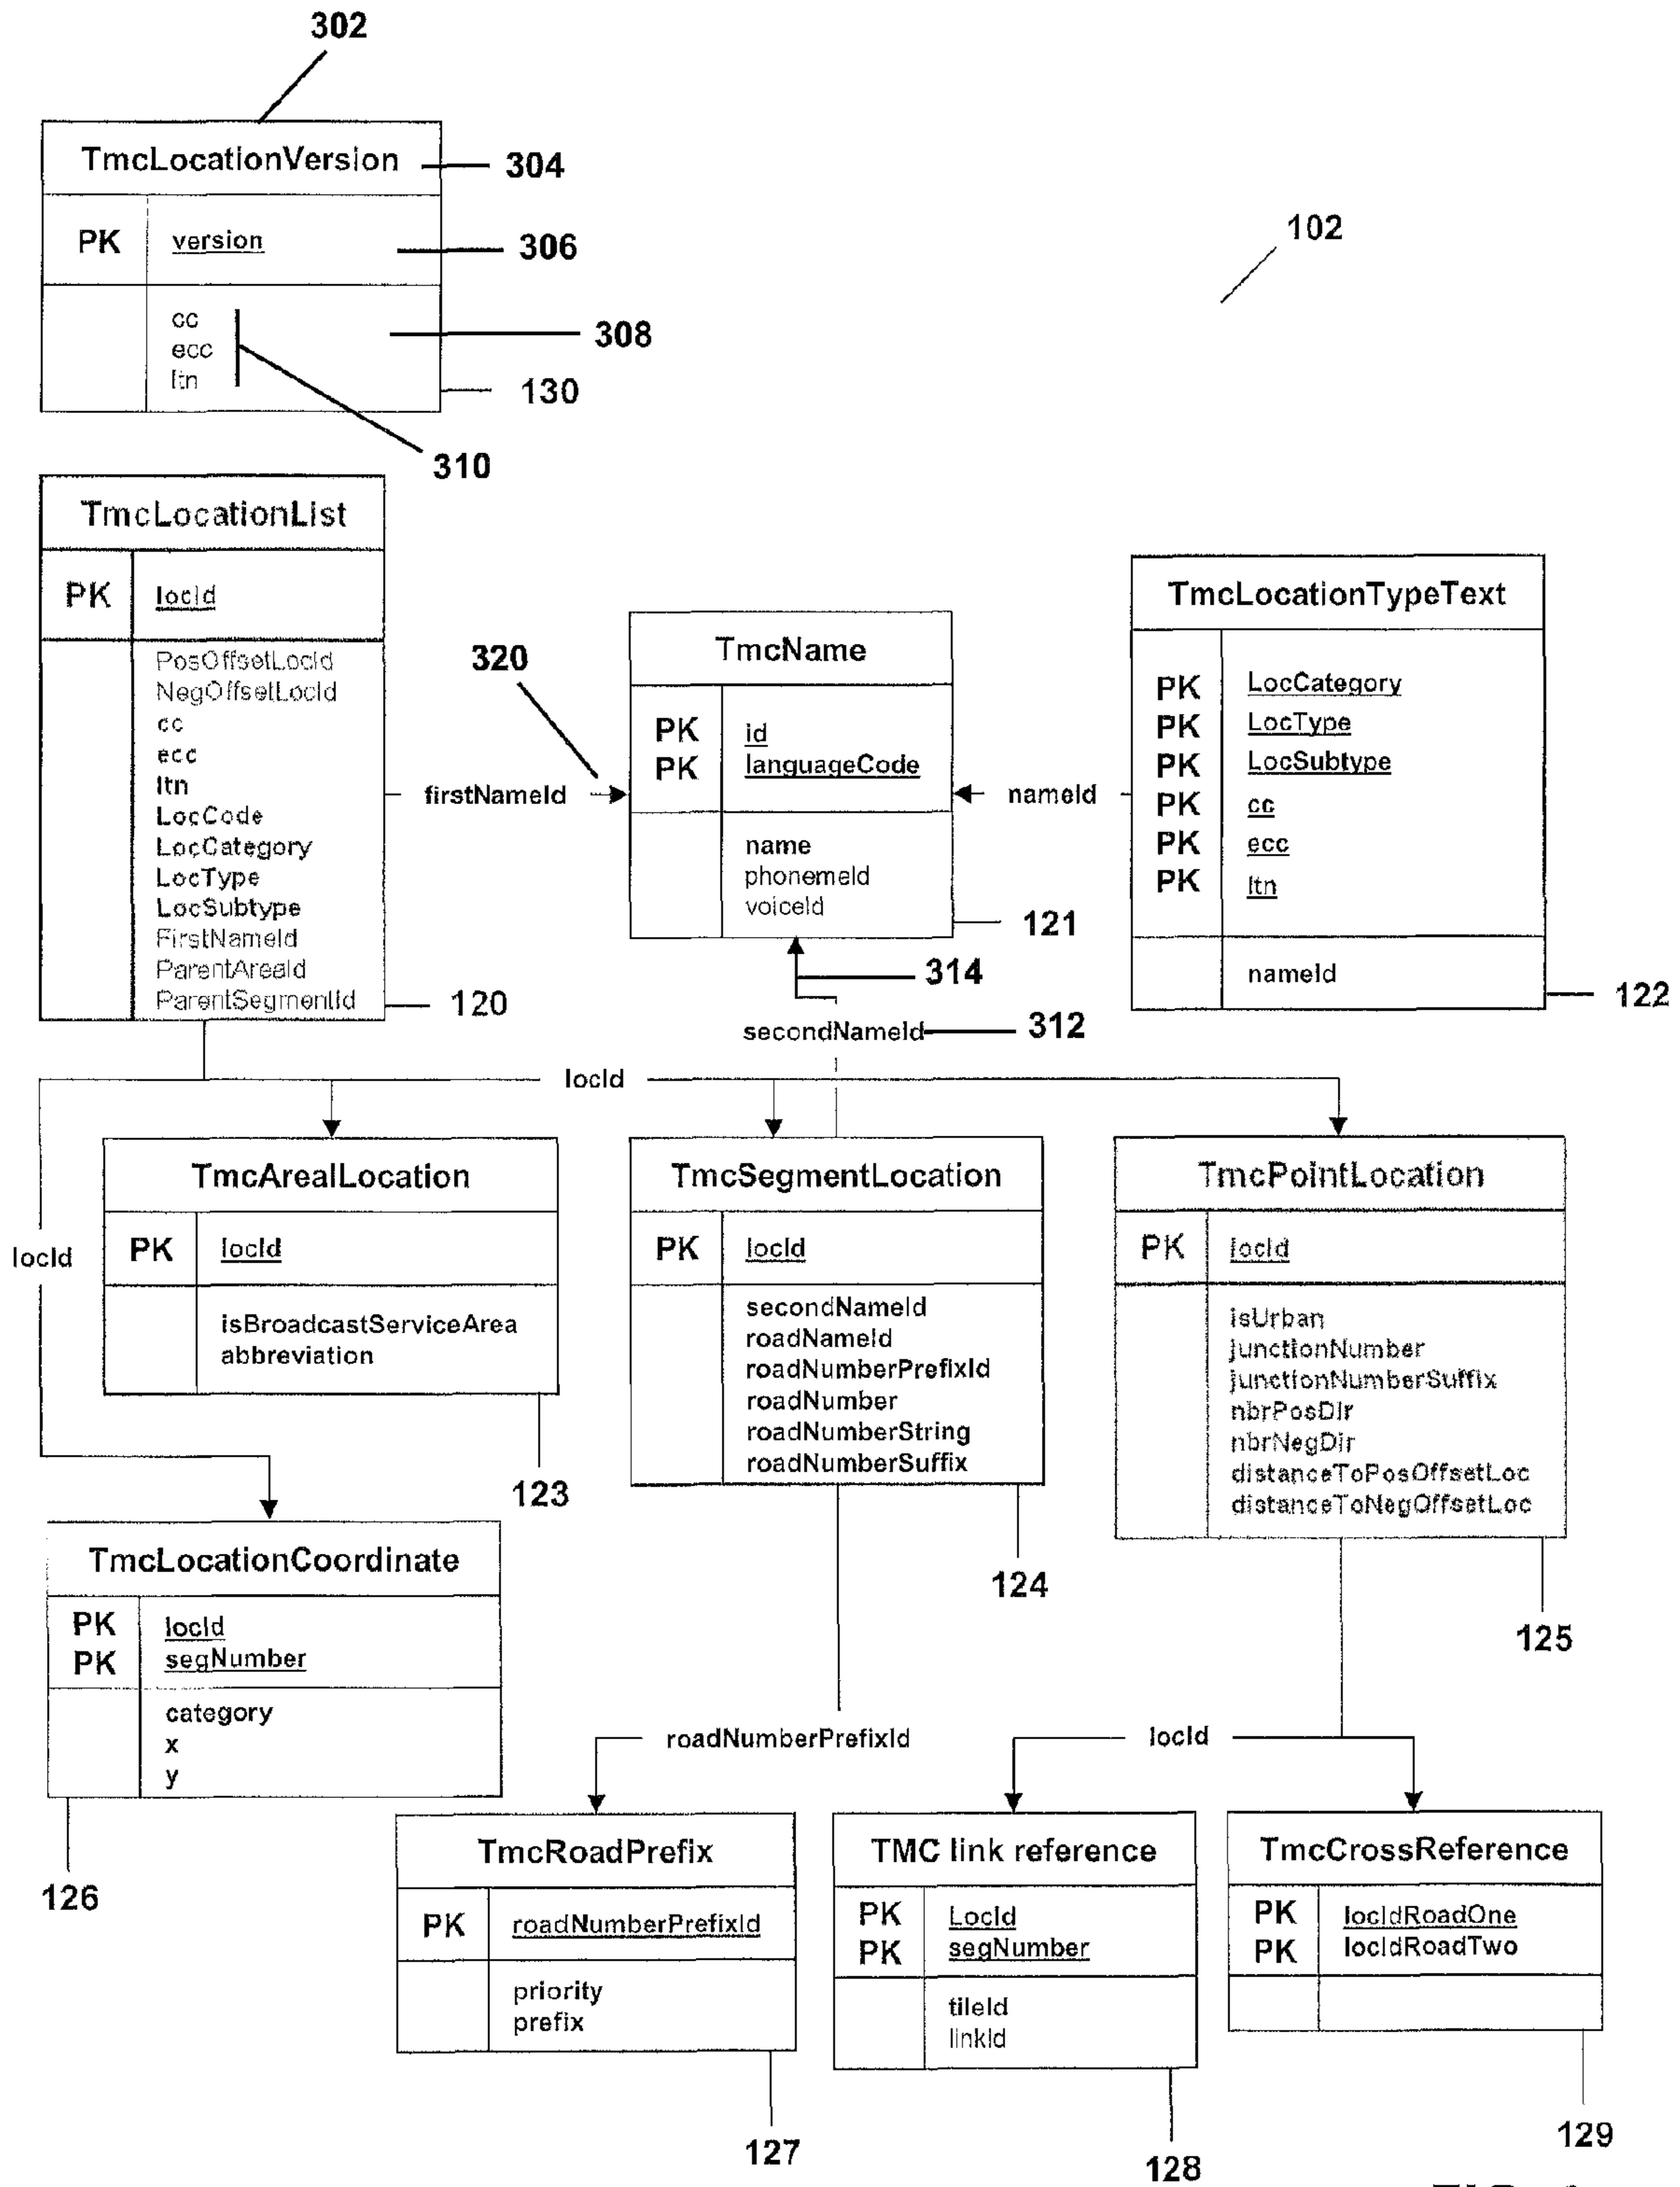 302
TmcLocationVersion
304
PK version
306
102
cc
ecc
ltn
308
130
310
TmcLocationList
PK locId
PosOffsetLocId
NegOffsetLocId
cc
ecc
ltn
LocCode
LocCategory
LocType
LocSubtype
FirstNameId
ParentAreaId
ParentSegmentId
120
320
firstNameId
TmcName
PK id
PK languageCode
name
phonemeId
voiceId
121
nameId
TmcLocationTypeText
PK LocCategory
PK LocType
PK LocSubtype
PK cc
PK ecc
PK ltn
nameId
122
314
secondNameId
312
locId
locId
TmcArealLocation
PK locId
isBroadcastServiceArea
abbreviation
123
TmcSegmentLocation
PK locId
secondNameId
roadNameId
roadNumberPrefixId
roadNumber
roadNumberString
roadNumberSuffix
124
TmcPointLocation
PK locId
isUrban
junctionNumber
junctionNumberSuffix
nbrPosDir
nbrNegDir
distanceToPosOffsetLoc
distanceToNegOffsetLoc
125
TmcLocationCoordinate
PK locId
PK segNumber
category
x
y
126
roadNumberPrefixId
locId
TmcRoadPrefix
PK roadNumberPrefixId
priority
prefix
127
TMC link reference
PK LocId
PK segNumber
tileId
linkId
128
TmcCrossReference
PK locIdRoadOne
PK locIdRoadTwo
129